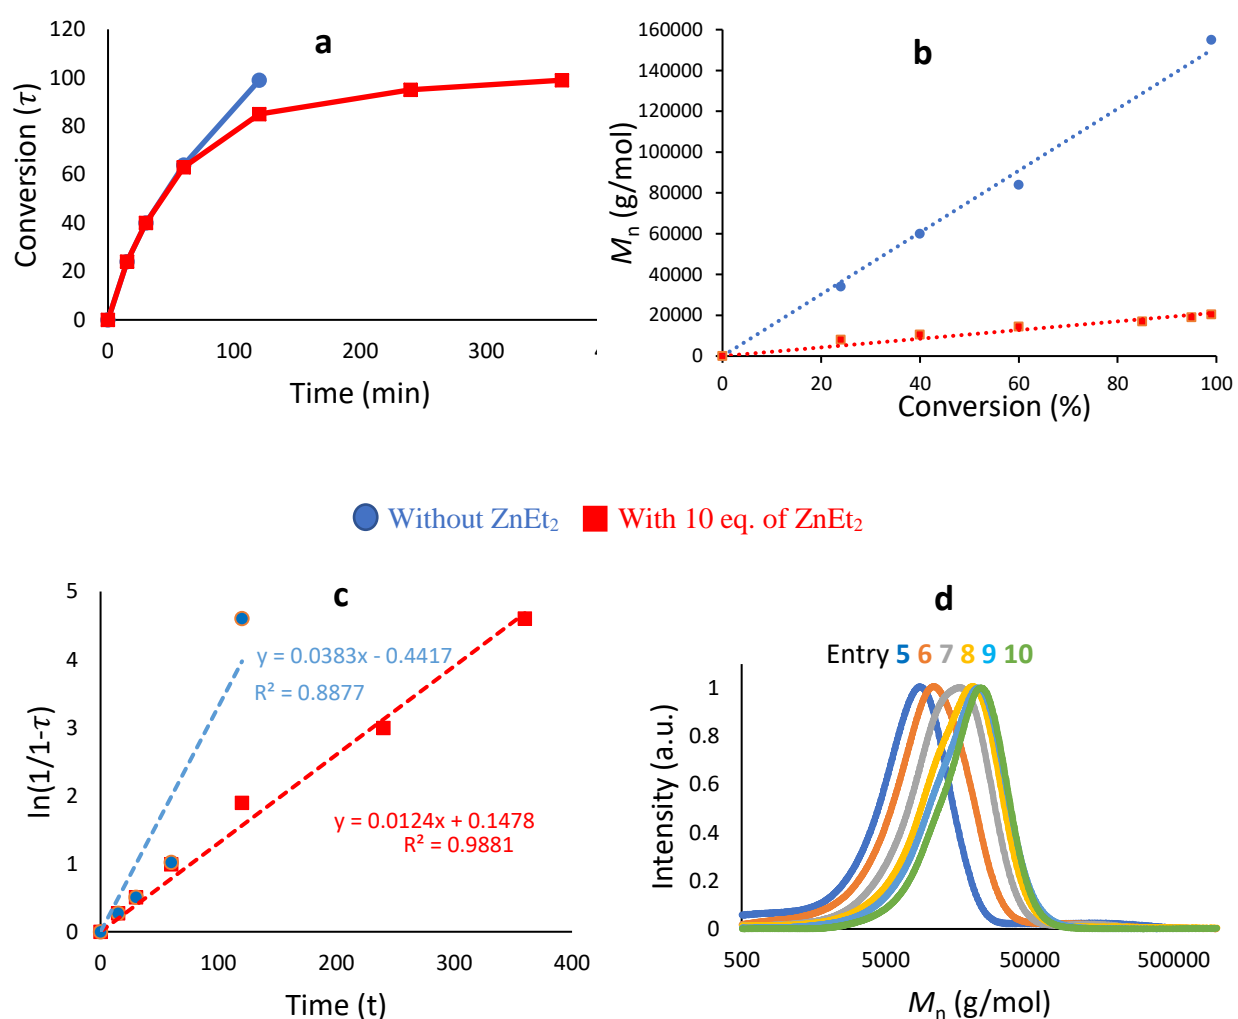 a
120
100
80
60
40
20
0
0 100 200 300
Conversion (τ)
Time (min)
b
160000
140000
120000
100000
80000
60000
40000
20000
0
0 20 40 60 80 100
Mn (g/mol)
Conversion (%)
Without ZnEt₂ With 10 eq. of ZnEt₂
c
5
4
3
2
1
0
0 100 200 300 400
ln(1/1-τ)
Time (t)
y = 0.0383x - 0.4417
R² = 0.8877
y = 0.0124x + 0.1478
R² = 0.9881
d
Entry 5 6 7 8 9 10
1
0.8
0.6
0.4
0.2
0
500 5000 50000 500000
Intensity (a.u.)
Mn (g/mol)